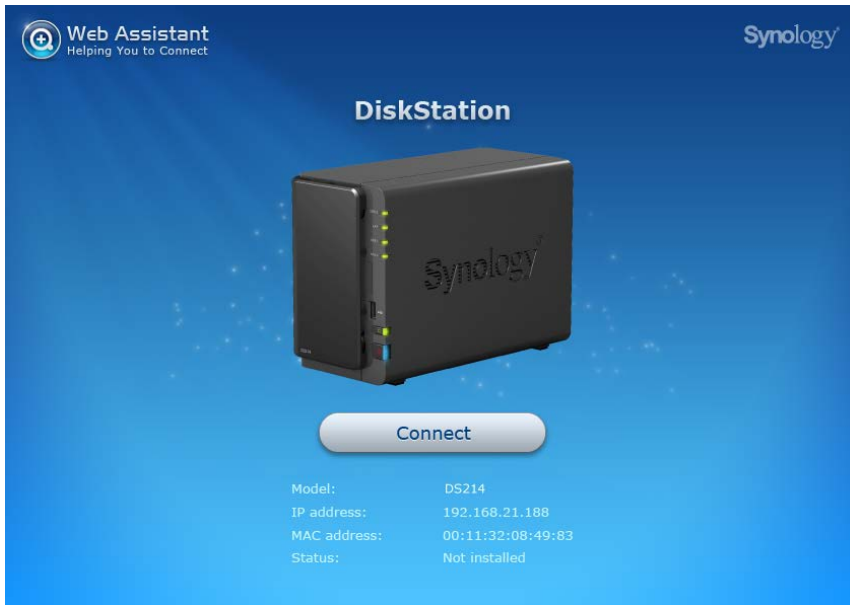 Web Assistant
Helping You to Connect
Synology
DiskStation
Synology
Connect
Model: DS214
IP address: 192.168.21.188
MAC address: 00:11:32:08:49:83
Status: Not installed